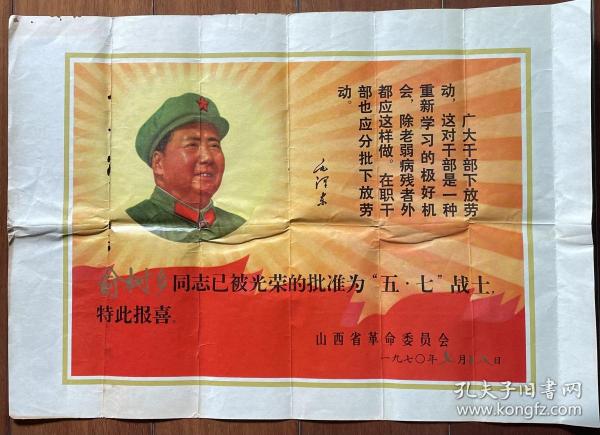 广大干部下放劳
动，这对干部是一种
重新学习的极好机
会，除老弱病残者外
都应这样做。在职干
部也应分批下放劳
动。
毛泽东
同志已被光荣的批准为“五·七”战士，
特此报喜。
山西省革命委员会
一九七〇年 月 日
孔夫子旧书网
www.kongfz.com